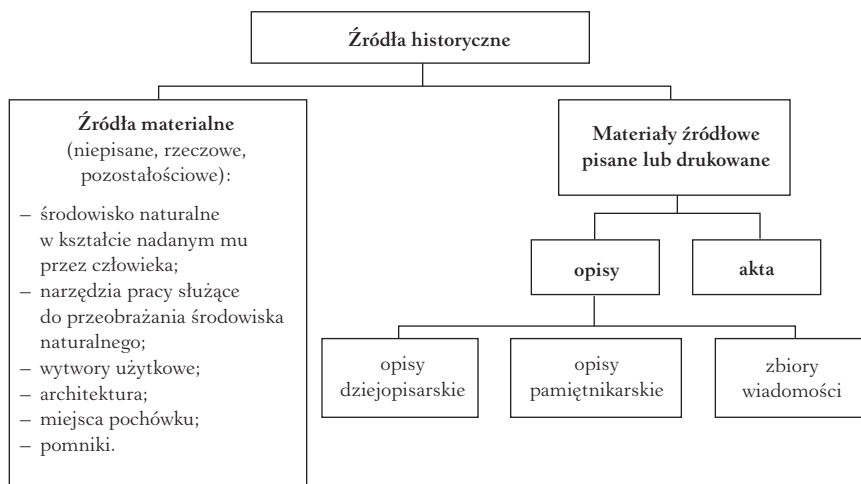 Źródła historyczne
Źródła materialne
(niepisane, rzeczowe,
pozostałościowe):
– środowisko naturalne
w kształcie nadanym mu
przez człowieka;
– narzędzia pracy służące
do przeobrażania środowiska
naturalnego;
– wytwory użytkowe;
– architektura;
– miejsca pochówku;
– pomniki.
Materiały źródłowe
pisane lub drukowane
opisy
akta
opisy
dziejopisarskie
opisy
pamiętnikarskie
zbiory
wiadomości